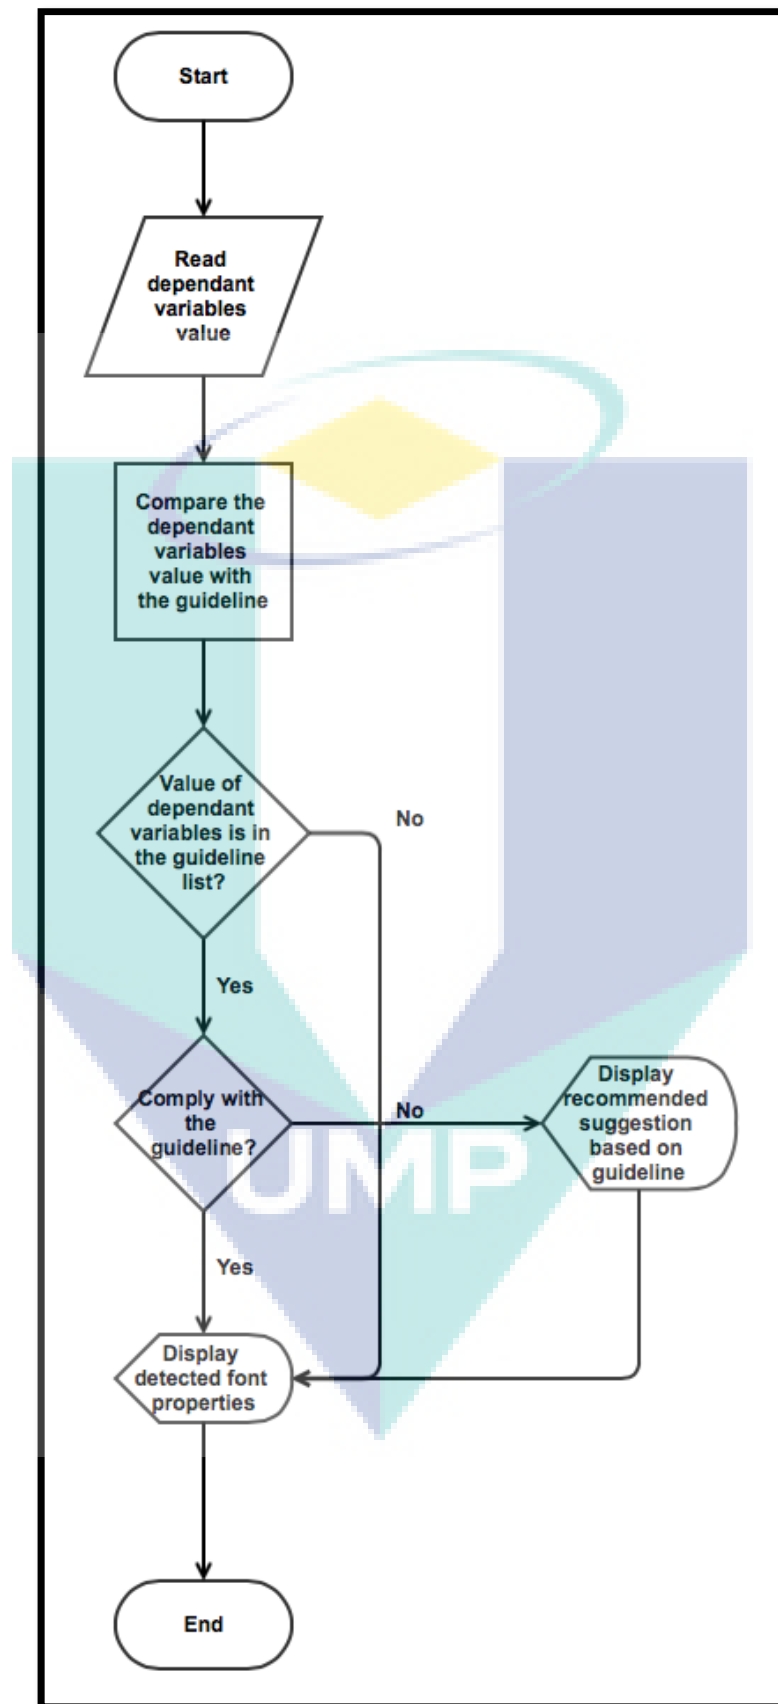 Start
Read
dependant
variables
value
Compare the
dependant
variables
value with
the guideline
Value of
dependant
variables is in
the guideline
list?
No
Yes
Comply with
the
guideline?
No
Display
recommended
suggestion
based on
guideline
UMP
Yes
Display
detected font
properties
End